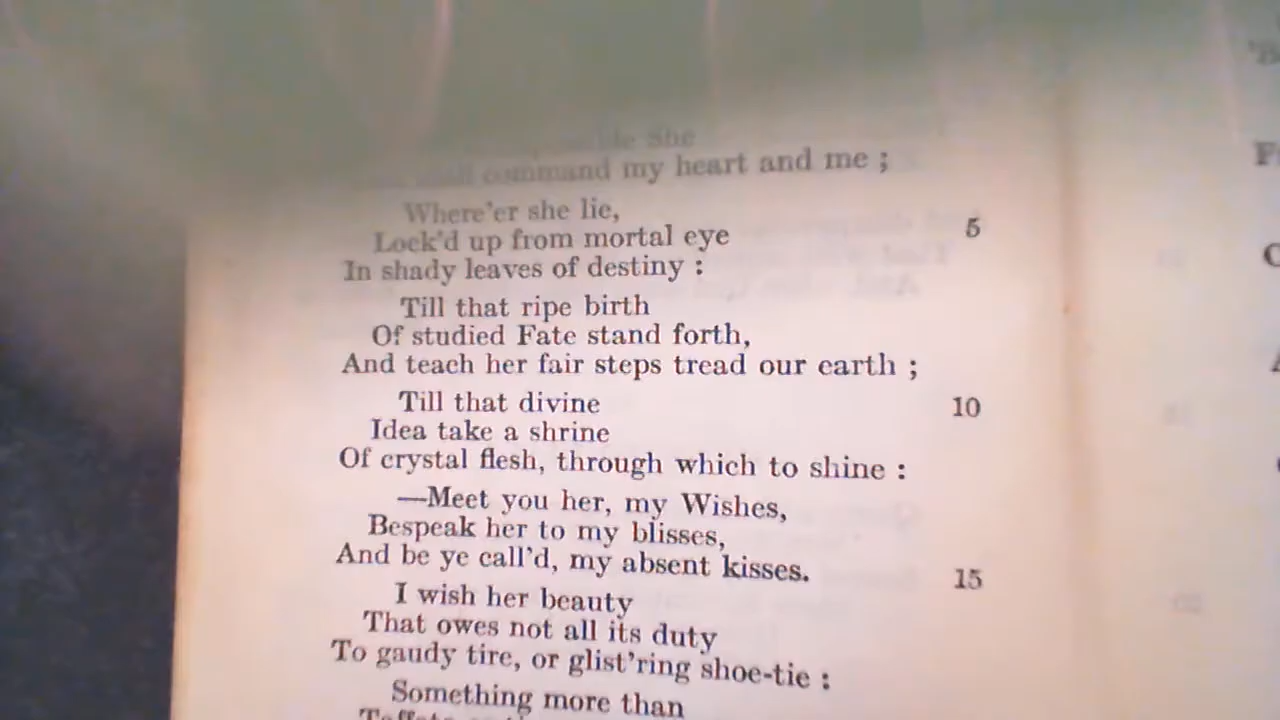 She
command my heart and me ;
Where'er she lie,
5
Lock'd up from mortal eye
In shady leaves of destiny :
Till that ripe birth
Of studied Fate stand forth,
And teach her fair steps tread our earth ;
Till that divine
10
Idea take a shrine
Of crystal flesh, through which to shine :
—Meet you her, my Wishes,
Bespeak her to my blisses,
And be ye call'd, my absent kisses.
15
I wish her beauty
That owes not all its duty
To gaudy tire, or glist'ring shoe-tie :
Something more than